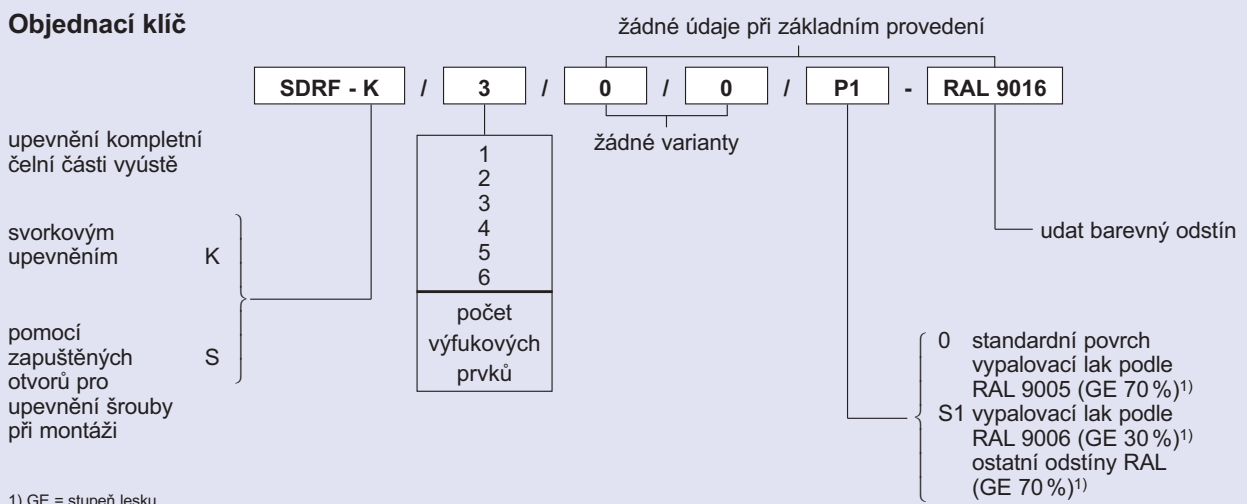 Objednací klíč
žádné údaje při základním provedení
SDRF - K / 3 / 0 / 0 / P1 - RAL 9016
upevnění kompletní
čelní části vyústě
žádné varianty
1
2
3
4
5
6
počet
výfukových
prvků
udat barevný odstín
svorkovým
upevněním K
pomocí
zapuštěných S
otvorů pro
upevnění šrouby
při montáži
0 standardní povrch
vypalovací lak podle
RAL 9005 (GE 70 %)1)
S1 vypalovací lak podle
RAL 9006 (GE 30 %)1)
ostatní odstíny RAL
(GE 70 %)1)
1) GE = stupeň lesku